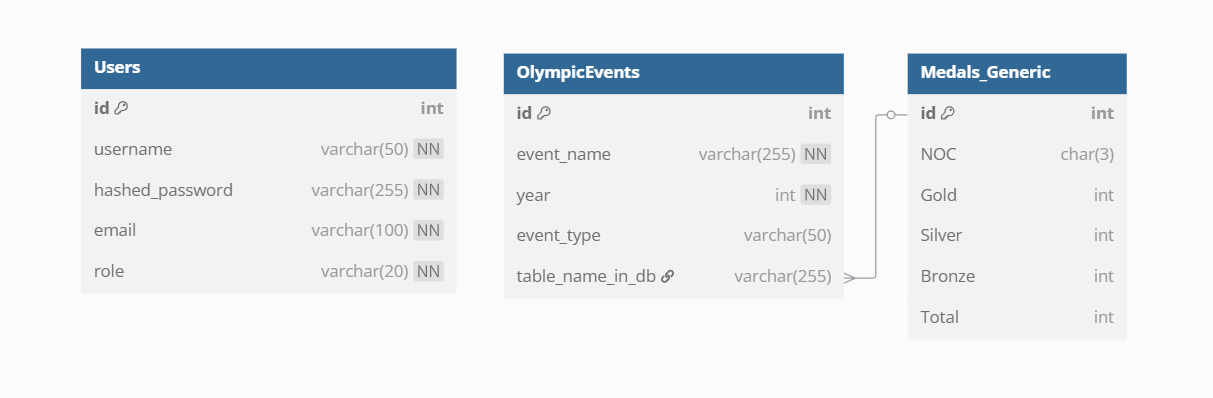 Users
id int
username varchar(50) NN
hashed_password varchar(255) NN
email varchar(100) NN
role varchar(20) NN
OlympicEvents
id int
event_name varchar(255) NN
year int NN
event_type varchar(50)
table_name_in_db varchar(255)
Medals_Generic
id int
NOC char(3)
Gold int
Silver int
Bronze int
Total int